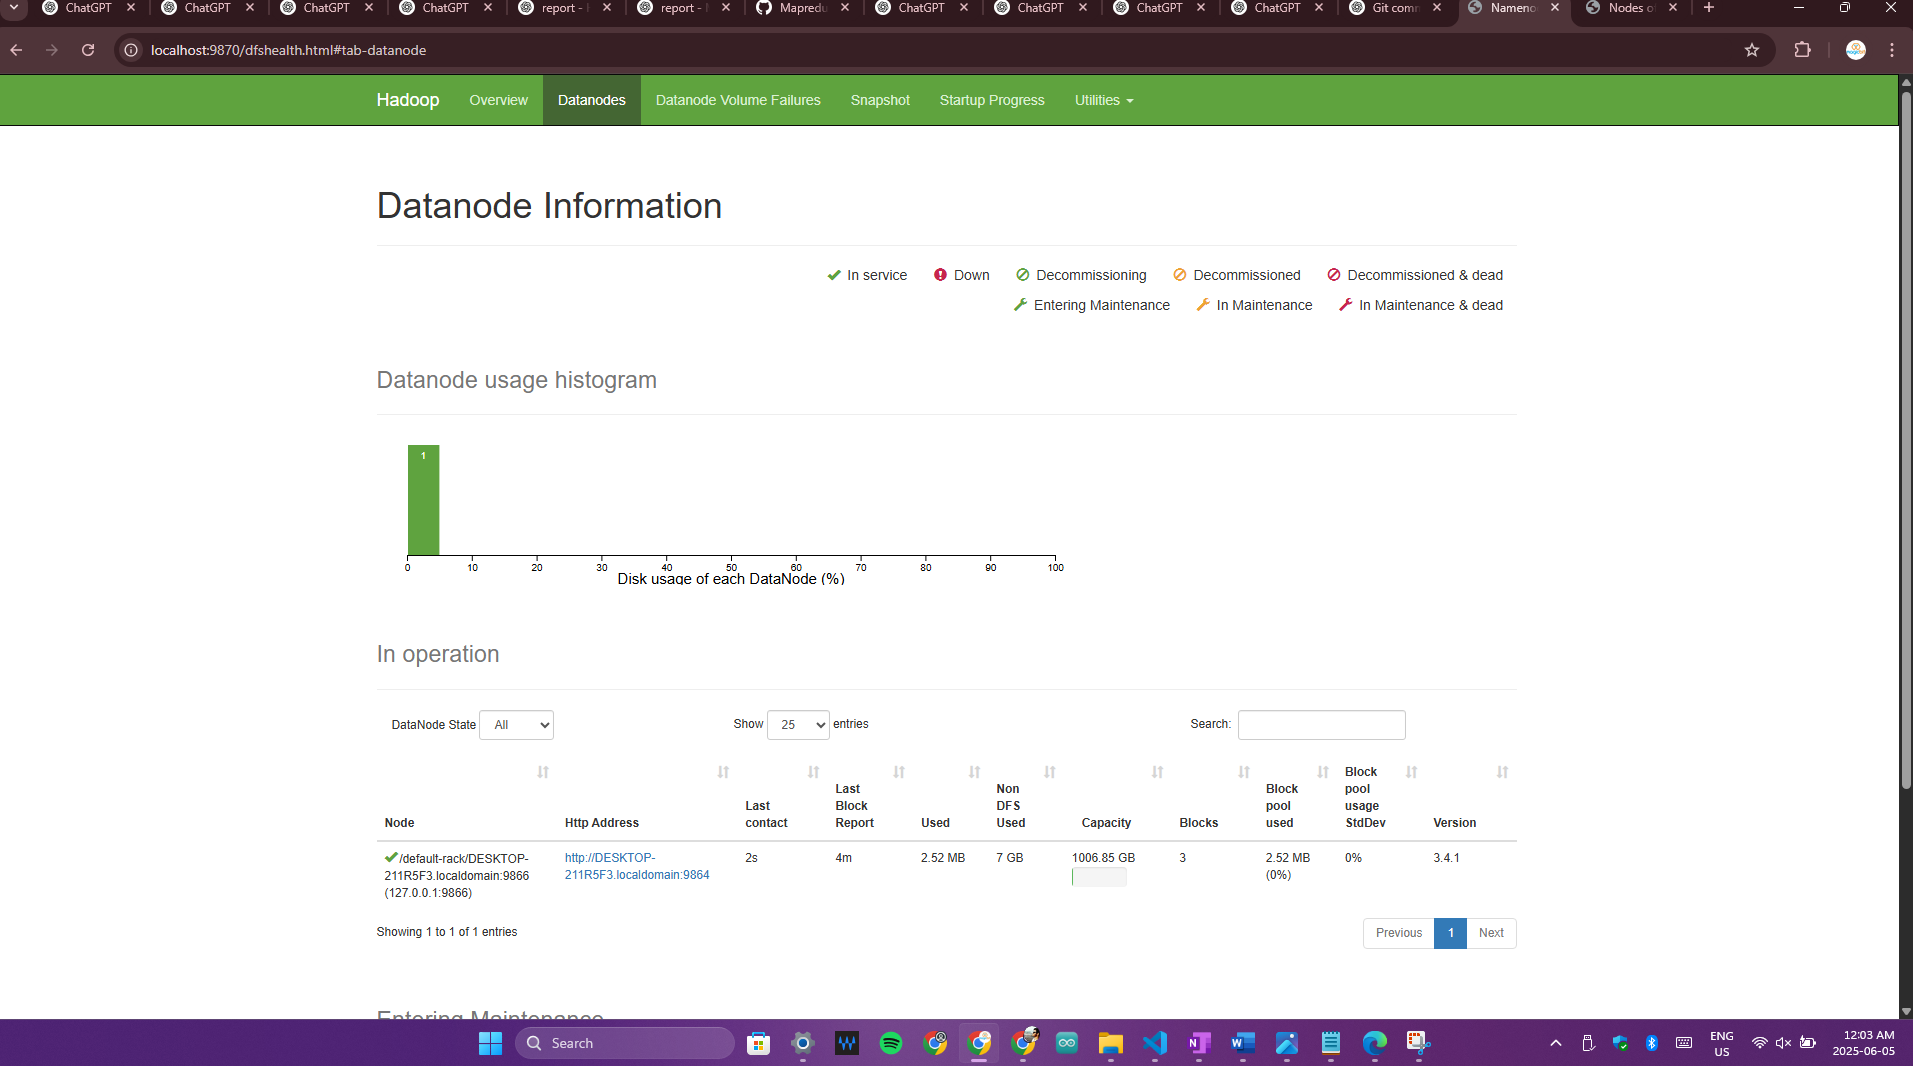 ChatGPT ChatGPT ChatGPT ChatGPT report - report - Mapredu ChatGPT ChatGPT ChatGPT ChatGPT Git com Nameno Nodes o
localhost:9870/dfshealth.html#tab-datanode
Hadoop Overview Datanodes Datanode Volume Failures Snapshot Startup Progress Utilities
Datanode Information
In service Down Decommissioning Decommissioned Decommissioned & dead
Entering Maintenance In Maintenance In Maintenance & dead
Datanode usage histogram
1
0 10 20 30 40 50 60 70 80 90 100
Disk usage of each DataNode (%)
In operation
DataNode State All Show 25 entries Search:
Node Http Address Last contact Last Block Report Used Non DFS Used Capacity Blocks Block pool used Block pool usage StdDev Version
/default-rack/DESKTOP- http://DESKTOP- 2s 4m 2.52 MB 7 GB 1006.85 GB 3 2.52 MB 0% 3.4.1
211R5F3.localdomain:9866 211R5F3.localdomain:9864 (0%)
(127.0.0.1:9866)
Showing 1 to 1 of 1 entries Previous 1 Next
Entering Maintenance
Search ENG 12:03 AM
US 2025-06-05